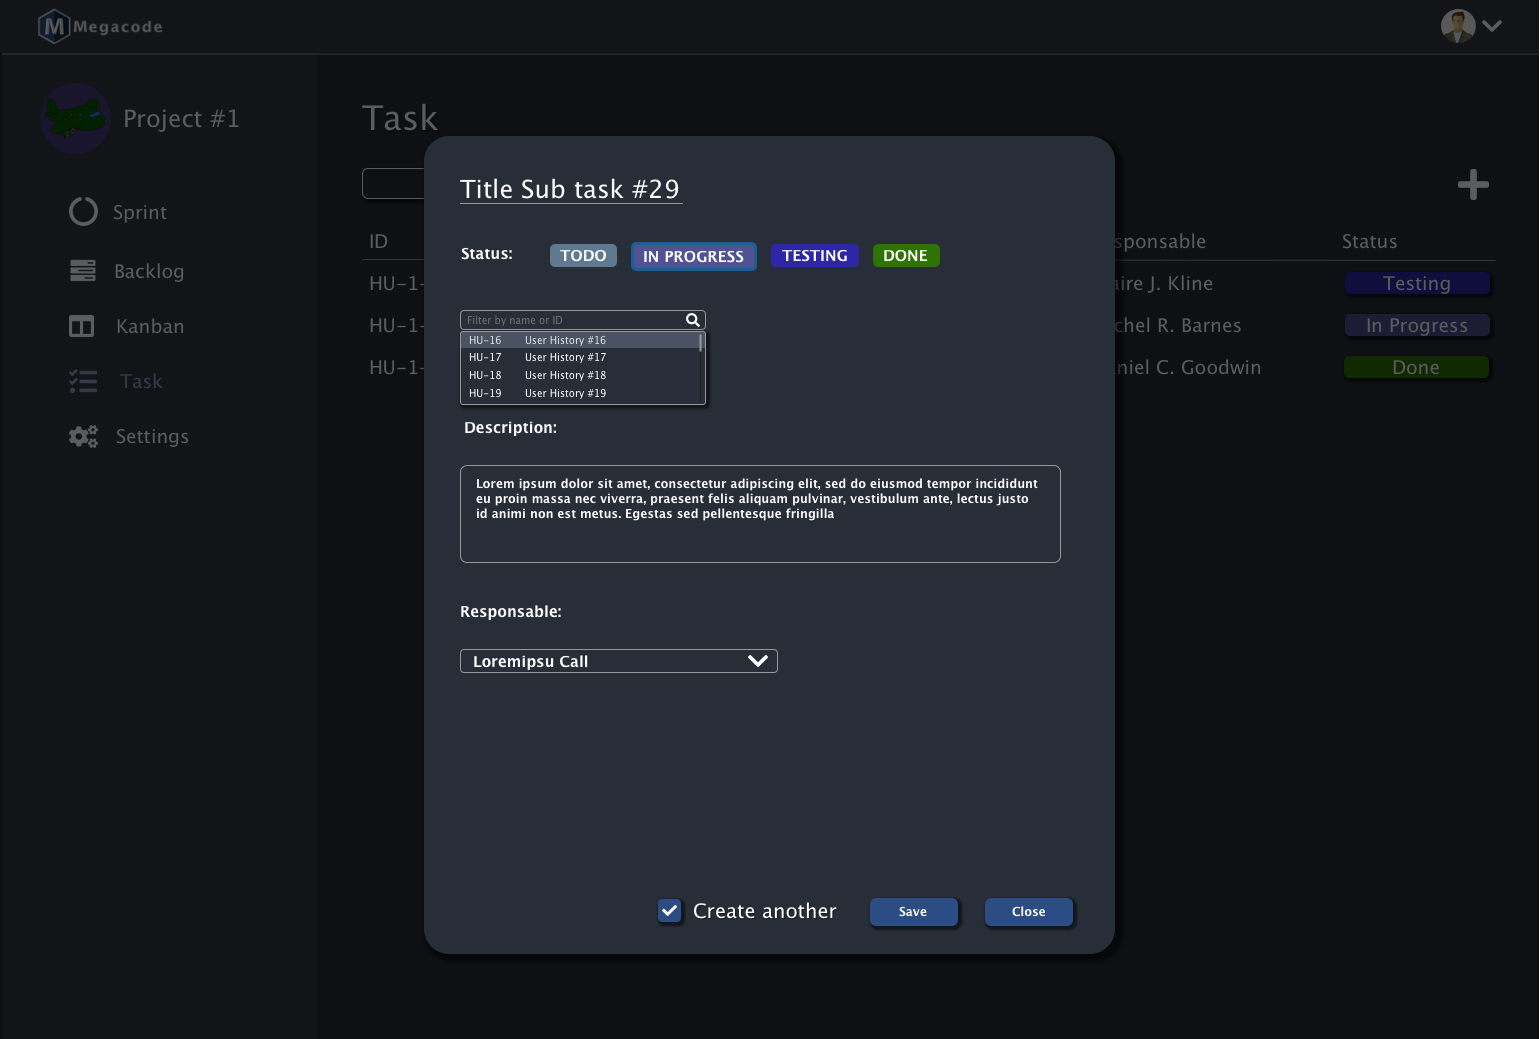 Megacode
Project #1
Sprint
Backlog
Kanban
Task
Settings
Task
ID
Status
HU-1-
Testing
HU-1-
In Progress
HU-1-
Done
J. Kline
R. Barnes
C. Goodwin
Title Sub task #29
Status: TODO IN PROGRESS TESTING DONE
Filter by name or ID
HU-16 User History #16
HU-17 User History #17
HU-18 User History #18
HU-19 User History #19
Description:
Lorem ipsum dolor sit amet, consectetur adipiscing elit, sed do eiusmod tempor incididunt
eu proin massa nec viverra, praesent felis aliquam pulvinar, vestibulum ante, lectus justo
id animi non est metus. Egestas sed pellentesque fringilla
Responsable:
Loremipsu Call
Create another Save Close